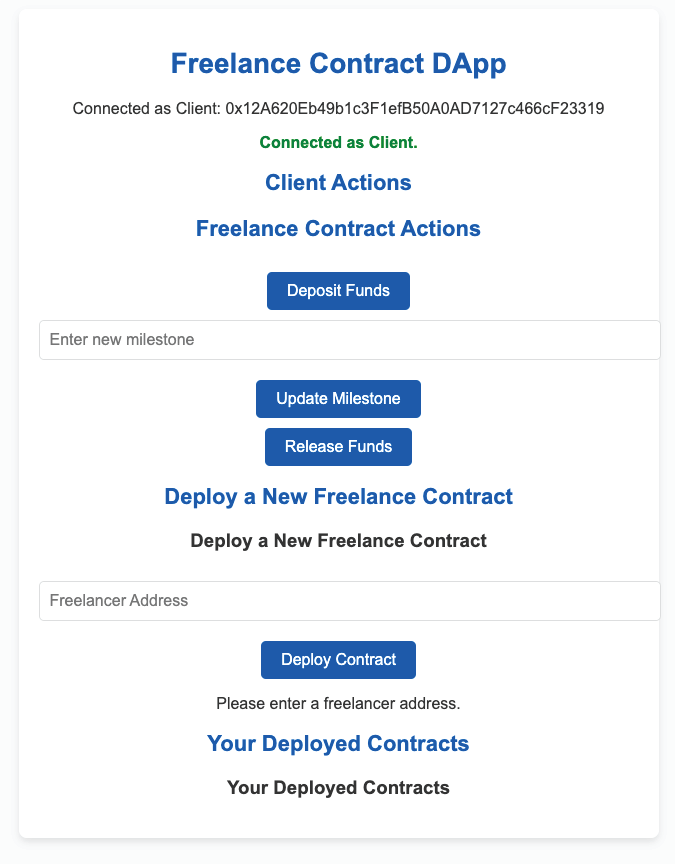 Freelance Contract DApp
Connected as Client: 0x12A620Eb49b1c3F1efB50A0AD7127c466cF23319
Connected as Client.
Client Actions
Freelance Contract Actions
Deposit Funds
Enter new milestone
Update Milestone
Release Funds
Deploy a New Freelance Contract
Deploy a New Freelance Contract
Freelancer Address
Deploy Contract
Please enter a freelancer address.
Your Deployed Contracts
Your Deployed Contracts